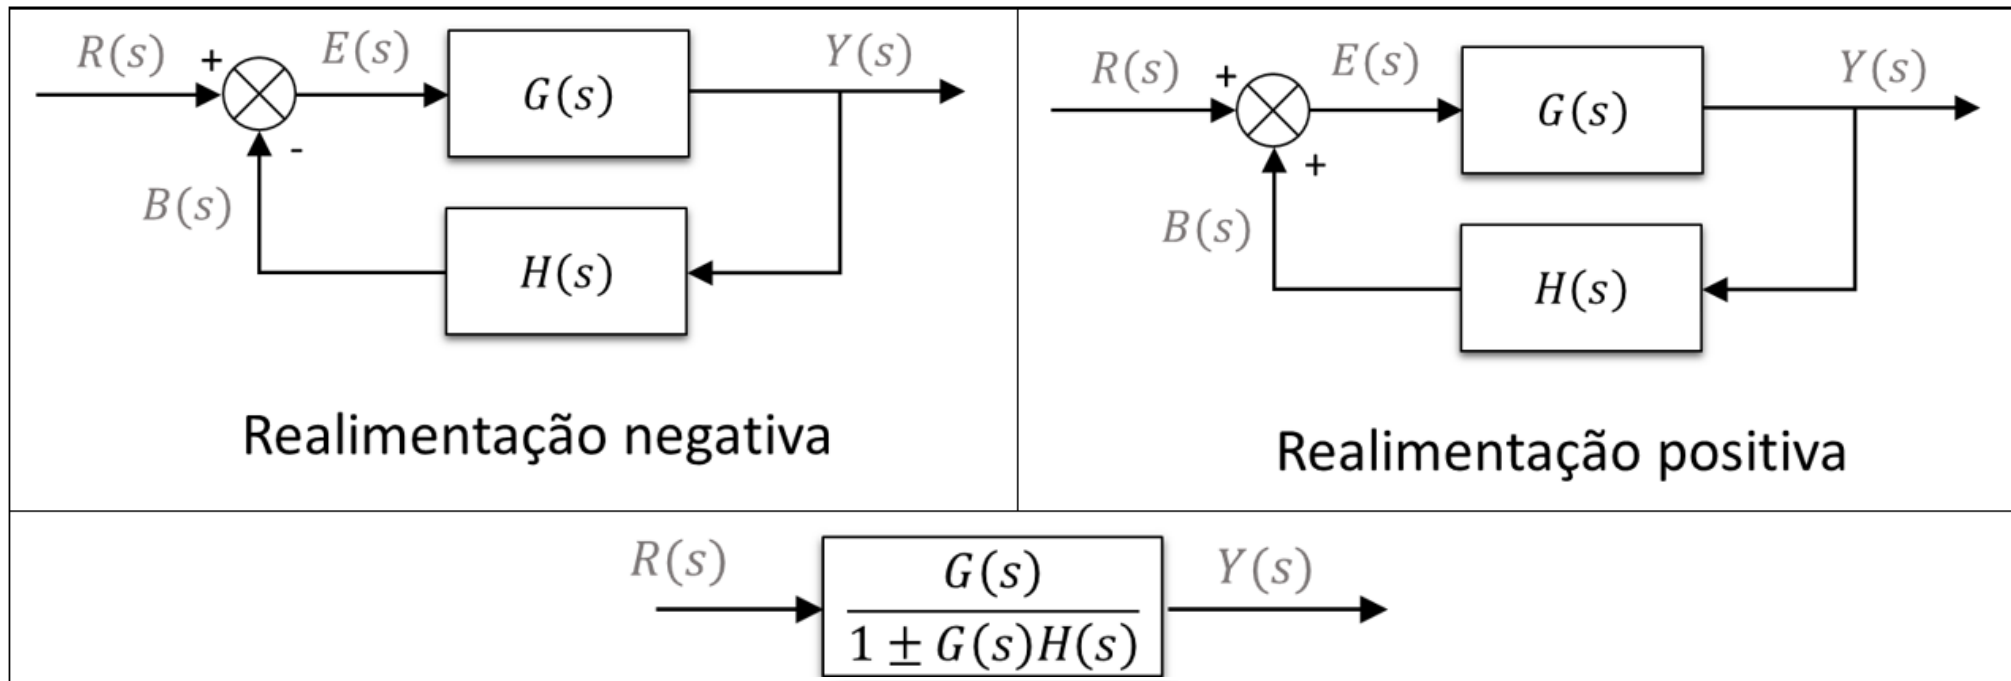 R(s)
+
E(s)
G(s)
Y(s)
-
B(s)
H(s)
Realimentação negativa
R(s)
+
E(s)
G(s)
Y(s)
+
B(s)
H(s)
Realimentação positiva
R(s)
G(s)
1 ± G(s)H(s)
Y(s)